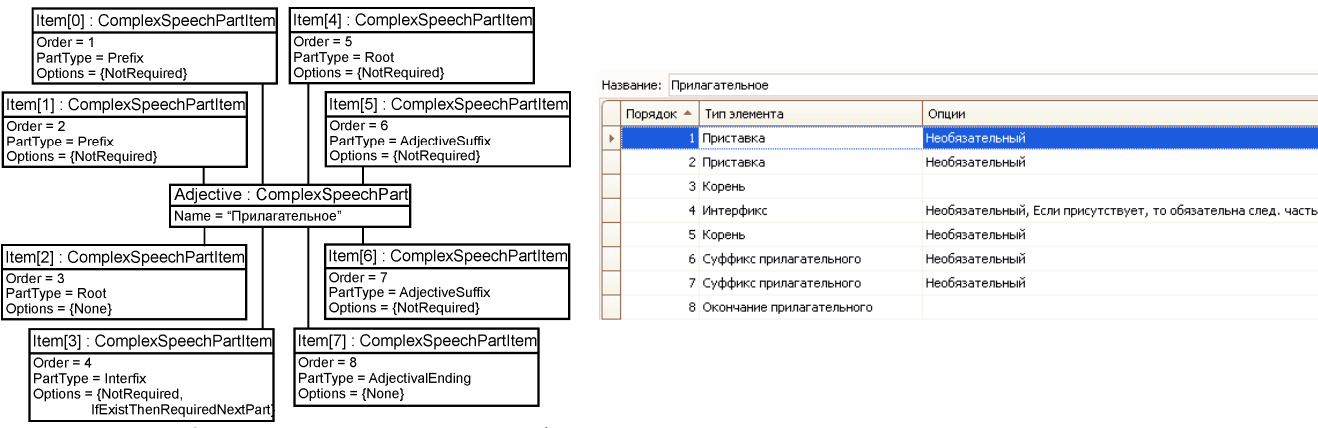 Item[0] : ComplexSpeechPartItem
Order = 1
PartType = Prefix
Options = {NotRequired}
Item[4] : ComplexSpeechPartItem
Order = 5
PartType = Root
Options = {NotRequired}
Item[1] : ComplexSpeechPartItem
Order = 2
PartType = Prefix
Options = {NotRequired}
Item[5] : ComplexSpeechPartItem
Order = 6
PartType = AdjectiveSuffix
Options = {NotRequired}
Adjective : ComplexSpeechPart
Name = “Прилагательное”
Item[2] : ComplexSpeechPartItem
Order = 3
PartType = Root
Options = {None}
Item[6] : ComplexSpeechPartItem
Order = 7
PartType = AdjectiveSuffix
Options = {NotRequired}
Item[3] : ComplexSpeechPartItem
Order = 4
PartType = Interfix
Options = {NotRequired,
IfExistThenRequiredNextPart}
Item[7] : ComplexSpeechPartItem
Order = 8
PartType = AdjectivalEnding
Options = {None}
Название: Прилагательное
Порядок Тип элемента Опции
1 Приставка Необязательный
2 Приставка Необязательный
3 Корень
4 Интерфикс Необязательный, Если присутствует, то обязательна след. часть
5 Корень Необязательный
6 Суффикс прилагательного Необязательный
7 Суффикс прилагательного Необязательный
8 Окончание прилагательного